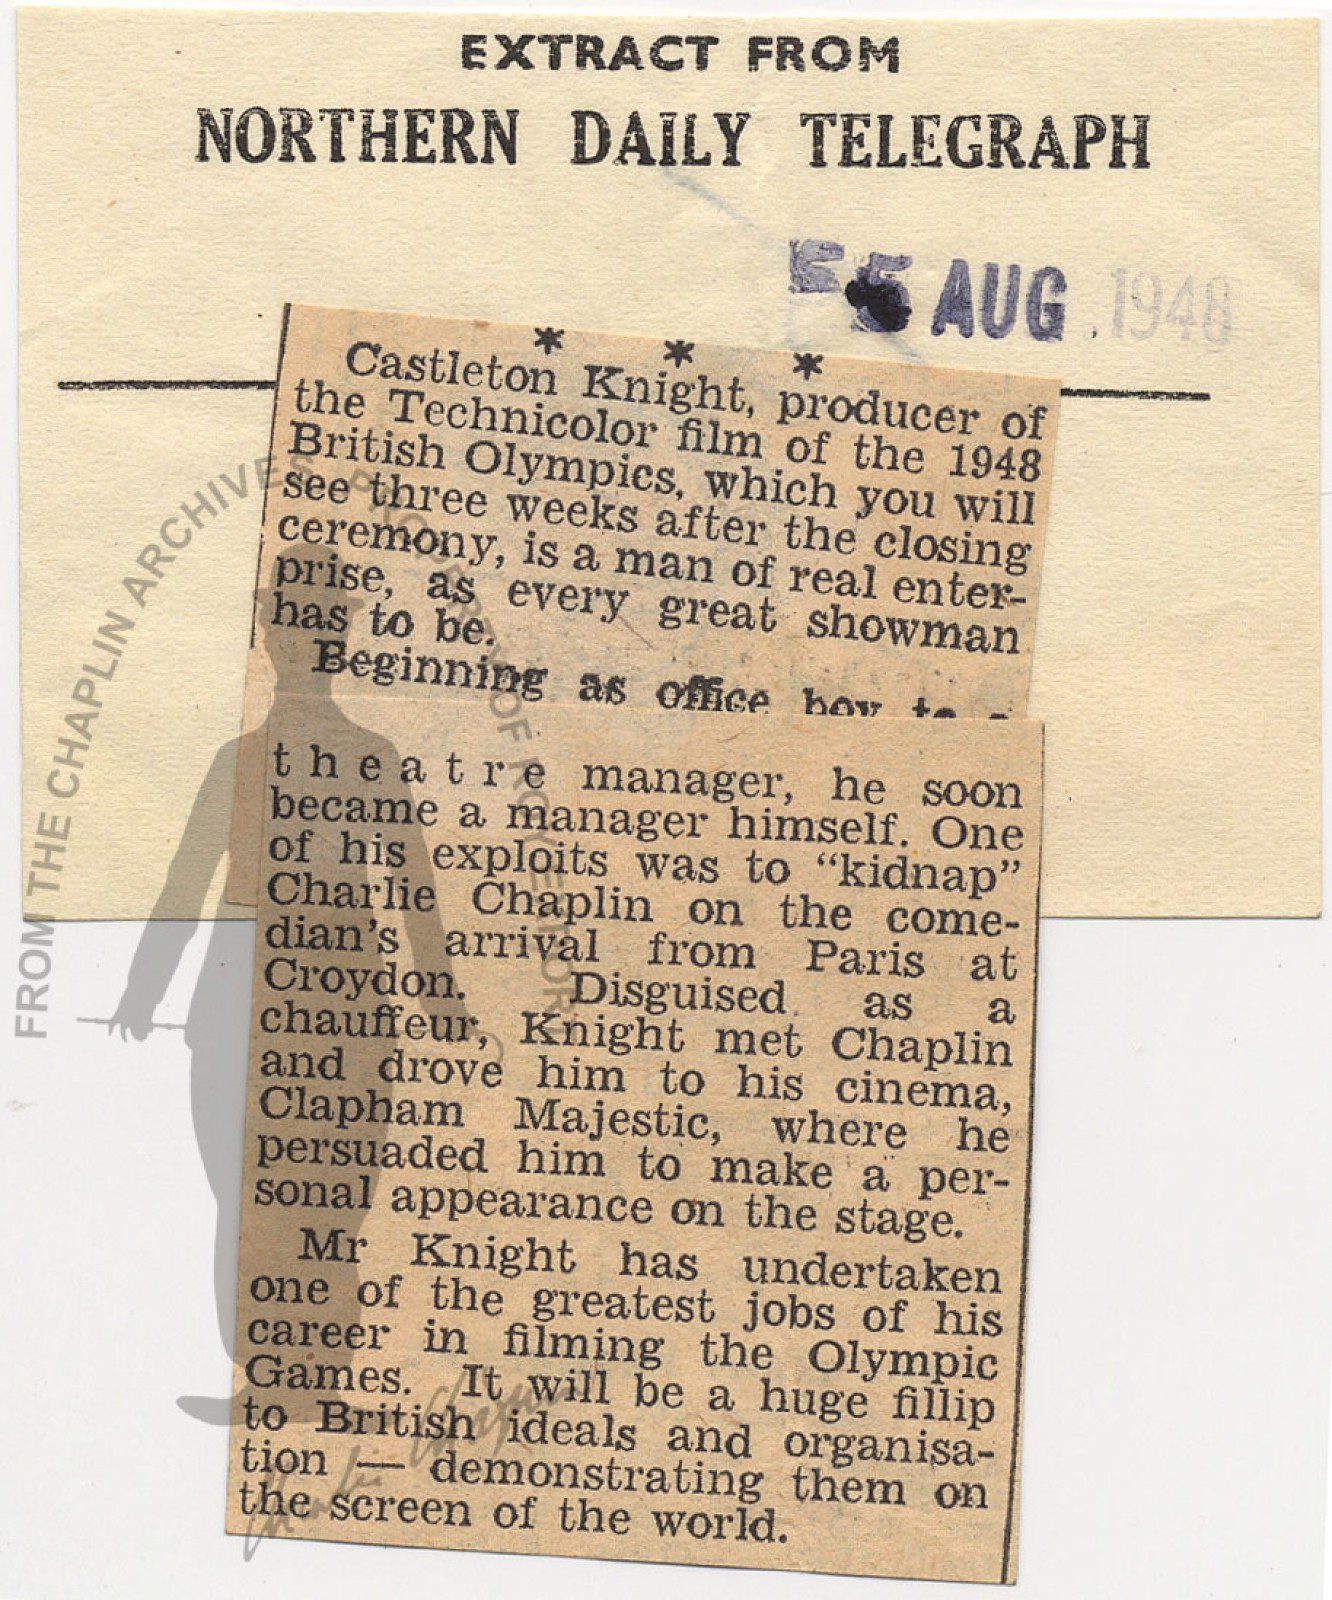 EXTRACT FROM
NORTHERN DAILY TELEGRAPH
5 AUG 1948
* * *
Castleton Knight, producer of
the Technicolor film of the 1948
British Olympics, which you will
see three weeks after the closing
ceremony, is a man of real enter-
prise, as every great showman
has to be.
Beginning as office boy to a
theatre manager, he soon
became a manager himself. One
of his exploits was to “kidnap”
Charlie Chaplin on the come-
dian’s arrival from Paris at
Croydon. Disguised as a
chauffeur, Knight met Chaplin
and drove him to his cinema,
Clapham Majestic, where he
persuaded him to make a per-
sonal appearance on the stage.
Mr Knight has undertaken
one of the greatest jobs of his
career in filming the Olympic
Games. It will be a huge fillip
to British ideals and organisa-
tion — demonstrating them on
the screen of the world.
FROM THE CHAPLIN ARCHIVES PROPERTY OF ROY EXPORT
Charlie Chaplin